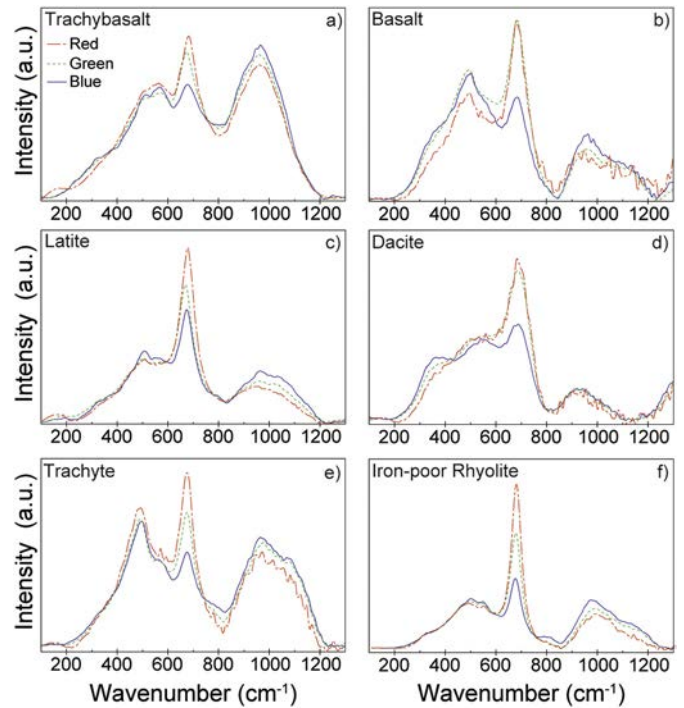 Trachybasalt a)
Red
Green
Blue
Intensity (a.u.)
200 400 600 800 1000 1200
Basalt b)
200 400 600 800 1000 1200
Latite c)
Intensity (a.u.)
200 400 600 800 1000 1200
Dacite d)
200 400 600 800 1000 1200
Trachyte e)
Intensity (a.u.)
200 400 600 800 1000 1200
Wavenumber (cm⁻¹)
Iron-poor Rhyolite f)
200 400 600 800 1000 1200
Wavenumber (cm⁻¹)